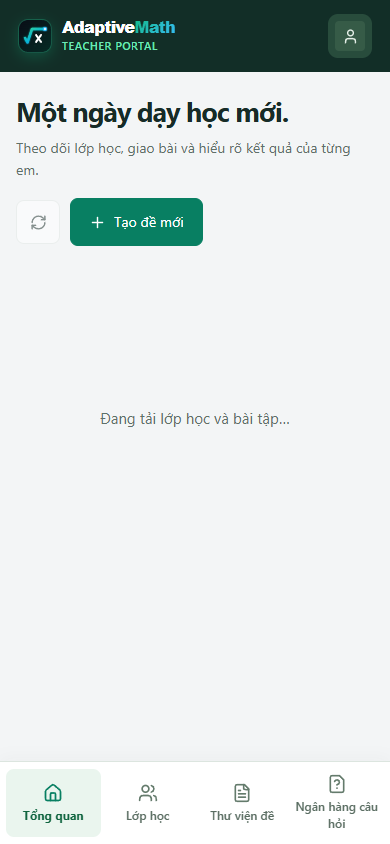 AdaptiveMath
TEACHER PORTAL
Một ngày dạy học mới.
Theo dõi lớp học, giao bài và hiểu rõ kết quả của từng
em.
Tạo đề mới
Đang tải lớp học và bài tập...
Tổng quan
Lớp học
Thư viện đề
Ngân hàng câu
hỏi